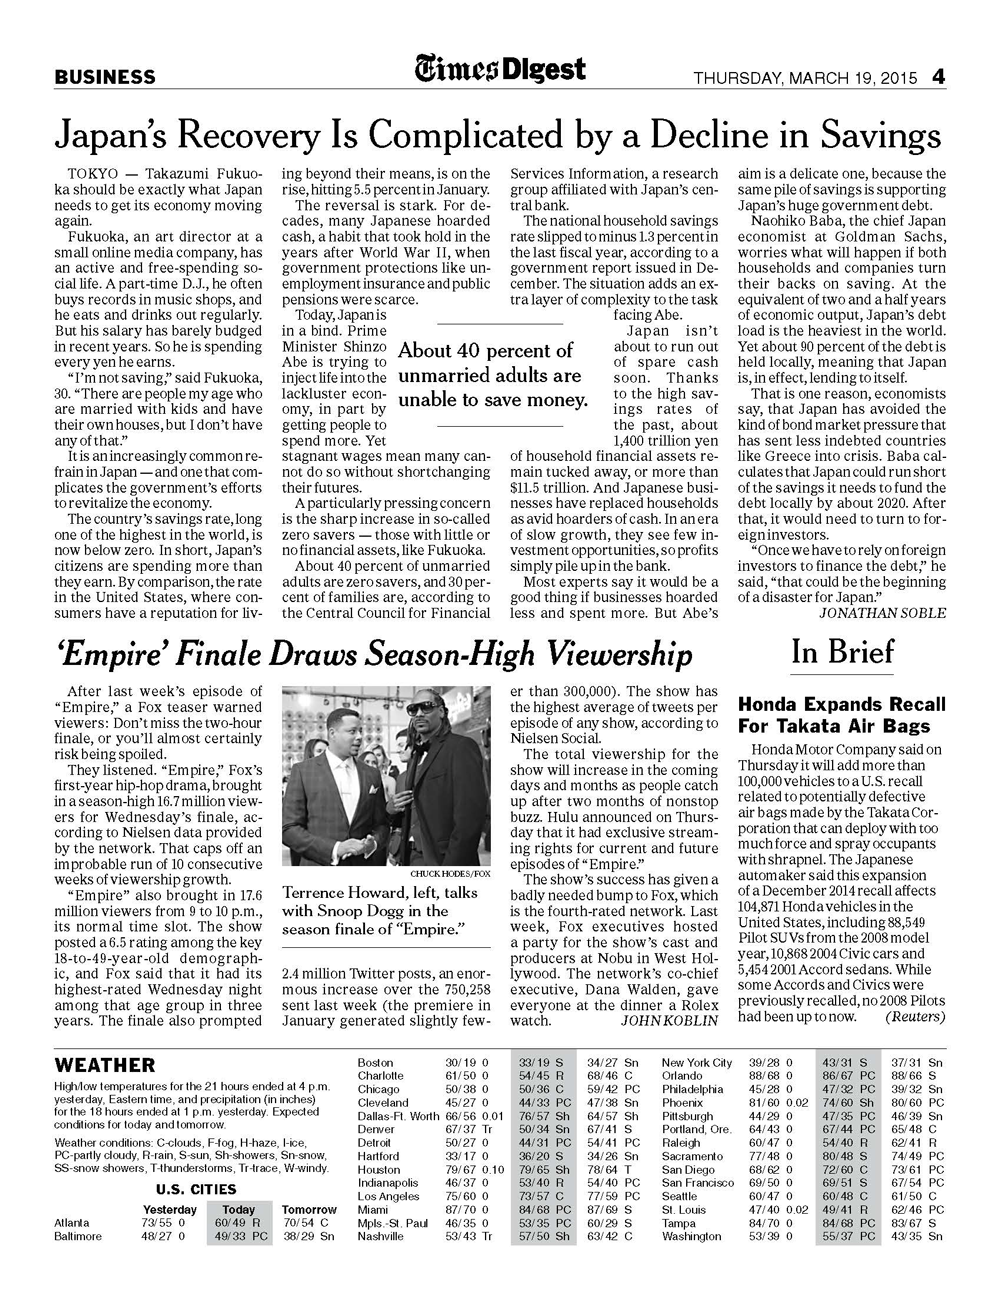 BUSINESS
Times Digest
THURSDAY, MARCH 19, 2015 4
Japan's Recovery Is Complicated by a Decline in Savings
TOKYO — Takazumi Fukuo-
ka should be exactly what Japan
needs to get its economy moving
again.
Fukuoka, an art director at a
small online media company, has
an active and free-spending so-
cial life. A part-time D.J., he often
buys records in music shops, and
he eats and drinks out regularly.
But his salary has barely budged
in recent years. So he is spending
every yen he earns.
"I'm not saving," said Fukuoka,
30. "There are people my age who
are married with kids and have
their own houses, but I don't have
any of that."
It is an increasingly common re-
frain in Japan — and one that com-
plicates the government's efforts
to revitalize the economy.
The country's savings rate, long
one of the highest in the world, is
now below zero. In short, Japan's
citizens are spending more than
they earn. By comparison, the rate
in the United States, where con-
sumers have a reputation for liv-
ing beyond their means, is on the
rise, hitting 5.5 percent in January.
The reversal is stark. For de-
cades, many Japanese hoarded
cash, a habit that took hold in the
years after World War II, when
government protections like un-
employment insurance and public
pensions were scarce.
Today, Japan is
in a bind. Prime
Minister Shinzo
Abe is trying to
inject life into the
lackluster econ-
omy, in part by
getting people to
spend more. Yet
stagnant wages mean many can-
not do so without shortchanging
their futures.
A particularly pressing concern
is the sharp increase in so-called
zero savers — those with little or
no financial assets, like Fukuoka.
About 40 percent of unmarried
adults are zero savers, and 30 per-
cent of families are, according to
the Central Council for Financial
About 40 percent of
unmarried adults are
unable to save money.
Services Information, a research
group affiliated with Japan's cen-
tral bank.
The national household savings
rate slipped to minus 1.3 percent in
the last fiscal year, according to a
government report issued in De-
cember. The situation adds an ex-
tra layer of complexity to the task
facing Abe.
Japan isn't
about to run out
of spare cash
soon. Thanks
to the high sav-
ings rates of
the past, about
1,400 trillion yen
of household financial assets re-
main tucked away, or more than
$11.5 trillion. And Japanese busi-
nesses have replaced households
as avid hoarders of cash. In an era
of slow growth, they see few in-
vestment opportunities, so profits
simply pile up in the bank.
Most experts say it would be a
good thing if businesses hoarded
less and spent more. But Abe's
aim is a delicate one, because the
same pile of savings is supporting
Japan's huge government debt.
Naohiko Baba, the chief Japan
economist at Goldman Sachs,
worries what will happen if both
households and companies turn
their backs on saving. At the
equivalent of two and a half years
of economic output, Japan's debt
load is the heaviest in the world.
Yet about 90 percent of the debt is
held locally, meaning that Japan
is, in effect, lending to itself.
That is one reason, economists
say, that Japan has avoided the
kind of bond market pressure that
has sent less indebted countries
like Greece into crisis. Baba cal-
culates that Japan could run short
of the savings it needs to fund the
debt locally by about 2020. After
that, it would need to turn to for-
eign investors.
"Once we have to rely on foreign
investors to finance the debt," he
said, "that could be the beginning
of a disaster for Japan."
JONATHAN SOBLE
'Empire' Finale Draws Season-High Viewership
After last week's episode of
"Empire," a Fox teaser warned
viewers: Don't miss the two-hour
finale, or you'll almost certainly
risk being spoiled.
They listened. "Empire," Fox's
first-year hip-hop drama, brought
in a season-high 16.7 million view-
ers for Wednesday's finale, ac-
cording to Nielsen data provided
by the network. That caps off an
improbable run of 10 consecutive
weeks of viewership growth.
"Empire" also brought in 17.6
million viewers from 9 to 10 p.m.,
its normal time slot. The show
posted a 6.5 rating among the key
18-to-49-year-old demograph-
ic, and Fox said that it had its
highest-rated Wednesday night
among that age group in three
years. The finale also prompted
CHUCK HODES/FOX
Terrence Howard, left, talks
with Snoop Dogg in the
season finale of "Empire."
2.4 million Twitter posts, an enor-
mous increase over the 750,258
sent last week (the premiere in
January generated slightly few-
er than 300,000). The show has
the highest average of tweets per
episode of any show, according to
Nielsen Social.
The total viewership for the
show will increase in the coming
days and months as people catch
up after two months of nonstop
buzz. Hulu announced on Thurs-
day that it had exclusive stream-
ing rights for current and future
episodes of "Empire."
The show's success has given a
badly needed bump to Fox, which
is the fourth-rated network. Last
week, Fox executives hosted
a party for the show's cast and
producers at Nobu in West Hol-
lywood. The network's co-chief
executive, Dana Walden, gave
everyone at the dinner a Rolex
watch. JOHN KOBLIN
In Brief
Honda Expands Recall
For Takata Air Bags
Honda Motor Company said on
Thursday it will add more than
100,000 vehicles to a U.S. recall
related to potentially defective
air bags made by the Takata Cor-
poration that can deploy with too
much force and spray occupants
with shrapnel. The Japanese
automaker said this expansion
of a December 2014 recall affects
104,871 Honda vehicles in the
United States, including 88,549
Pilot SUVs from the 2008 model
year, 10,868 2004 Civic cars and
5,454 2001 Accord sedans. While
some Accords and Civics were
previously recalled, no 2008 Pilots
had been up to now. (Reuters)
WEATHER
High/low temperatures for the 21 hours ended at 4 p.m.
yesterday, Eastern time, and precipitation (in inches)
for the 18 hours ended at 1 p.m. yesterday. Expected
conditions for today and tomorrow.
Weather conditions: C-clouds, F-fog, H-haze, I-ice,
PC-partly cloudy, R-rain, S-sun, Sh-showers, Sn-snow,
SS-snow showers, T-thunderstorms, Tr-trace, W-windy.
U.S. CITIES
Yesterday Today Tomorrow
Atlanta 73/55 0 60/49 R 70/54 C
Baltimore 48/27 0 49/33 PC 38/29 Sn
Boston 30/19 0 33/19 S 34/27 Sn
Charlotte 61/50 0 54/45 R 68/46 C
Chicago 50/38 0 50/36 C 59/42 PC
Cleveland 45/27 0 44/33 PC 47/38 Sn
Dallas-Ft. Worth 66/56 0.01 76/57 Sh 64/57 Sh
Denver 67/37 Tr 50/34 Sn 67/41 S
Detroit 50/27 0 44/31 PC 54/41 PC
Hartford 33/17 0 36/20 S 34/26 Sn
Houston 79/67 0.10 79/65 Sh 78/64 T
Indianapolis 46/37 0 53/40 R 54/40 PC
Los Angeles 75/60 0 73/57 C 77/59 PC
Miami 87/70 0 84/68 PC 87/69 S
Mpls.-St. Paul 46/35 0 53/35 PC 60/29 S
Nashville 53/43 Tr 57/50 Sh 63/42 C
New York City 39/28 0 43/31 S 37/31 Sn
Orlando 88/68 0 86/67 PC 88/66 S
Philadelphia 45/28 0 47/32 PC 39/32 Sn
Phoenix 81/60 0.02 74/60 Sh 80/60 PC
Pittsburgh 44/29 0 47/35 PC 46/39 Sn
Portland, Ore. 64/43 0 67/44 PC 65/48 C
Raleigh 60/47 0 54/40 R 62/41 R
Sacramento 77/48 0 80/48 S 74/49 PC
San Diego 68/62 0 72/60 C 73/61 PC
San Francisco 69/50 0 69/51 S 67/54 PC
Seattle 60/47 0 60/48 C 61/50 C
St. Louis 47/40 0.02 49/41 R 62/46 PC
Tampa 84/70 0 84/68 PC 83/67 S
Washington 53/39 0 55/37 PC 43/35 Sn